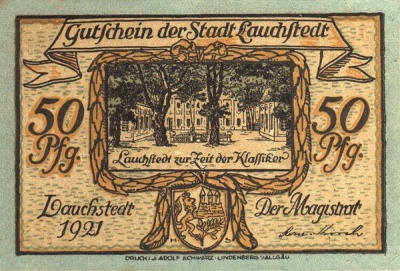 Gutschein der Stadt Lauchstedt
50 Pfg.
50 Pfg.
Lauchstedt zur Zeit der Klassiker
Lauchstedt
1921
Der Magistrat
H S
DRUCK: J. ADOLF SCHWARZ · LINDENBERG I/ALLGÄU